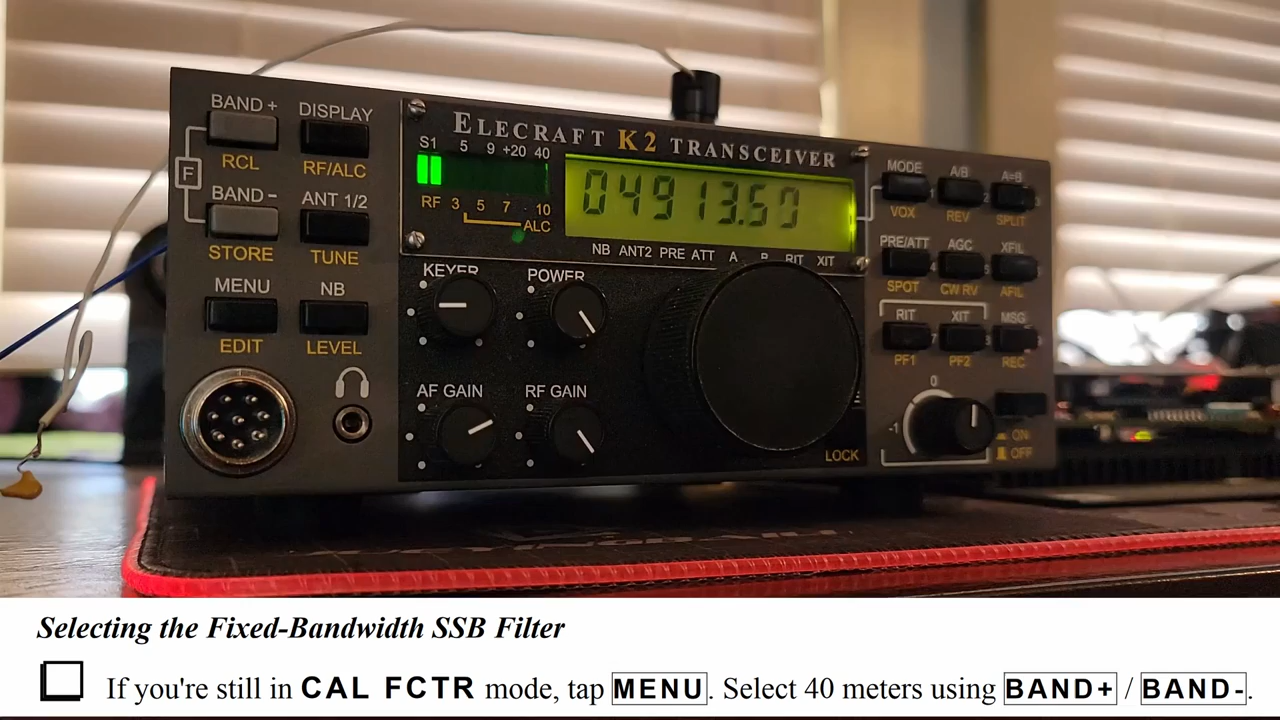 ELECRAFT K2 TRANSCEIVER
BAND + DISPLAY
RCL RF/ALC
F
BAND - ANT 1/2
STORE TUNE
MENU NB
EDIT LEVEL
S1 5 9 +20 40
RF 3 5 7 10
ALC
04913.50
NB ANT2 PRE ATT A B RIT XIT
KEYER POWER
AF GAIN RF GAIN
LOCK
MODE A/B A=B
VOX REV SPLIT
PRE/ATT AGC XFIL
SPOT CW RV AFIL
RIT XIT MSG
PF1 PF2 REC
0
-1
ON
OFF
Selecting the Fixed-Bandwidth SSB Filter
If you're still in CAL FCTR mode, tap MENU. Select 40 meters using BAND+ / BAND-.